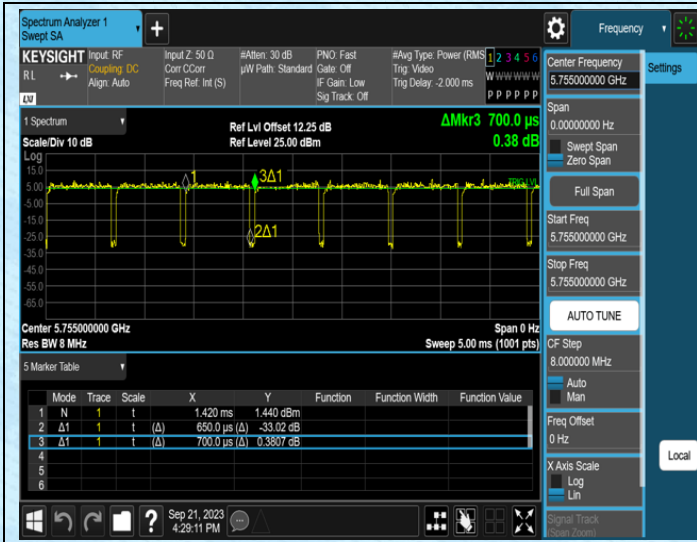 Spectrum Analyzer 1
Swept SA
Frequency
KEYSIGHT
RL
LXI
Input: RF
Coupling: DC
Align: Auto
Input Z: 50 Ω
Corr CCorr
Freq Ref: Int (S)
#Atten: 30 dB
µW Path: Standard
PNO: Fast
Gate: Off
IF Gain: Low
Sig Track: Off
#Avg Type: Power (RMS
Trig: Video
Trig Delay: -2.000 ms
1 2 3 4 5 6
W W W W W W
P P P P P P
1 Spectrum
Scale/Div 10 dB
Ref Lvl Offset 12.25 dB
Ref Level 25.00 dBm
ΔMkr3 700.0 µs
0.38 dB
Log
15.0
5.00
-5.00
-15.0
-25.0
-35.0
-45.0
-55.0
-65.0
1
3Δ1
2Δ1
TRIG LVL
Center 5.755000000 GHz
Res BW 8 MHz
Span 0 Hz
Sweep 5.00 ms (1001 pts)
5 Marker Table
Mode Trace Scale X Y Function Function Width Function Value
1 N 1 t 1.420 ms 1.440 dBm
2 Δ1 1 t (Δ) 650.0 µs (Δ) -33.02 dB
3 Δ1 1 t (Δ) 700.0 µs (Δ) 0.3807 dB
4
5
6
?
Sep 21, 2023
4:29:11 PM
Center Frequency
5.755000000 GHz
Span
0.00000000 Hz
Swept Span
Zero Span
Full Span
Start Freq
5.755000000 GHz
Stop Freq
5.755000000 GHz
AUTO TUNE
CF Step
8.000000 MHz
Auto
Man
Freq Offset
0 Hz
X Axis Scale
Log
Lin
Signal Track
(Span Zoom)
Settings
Local